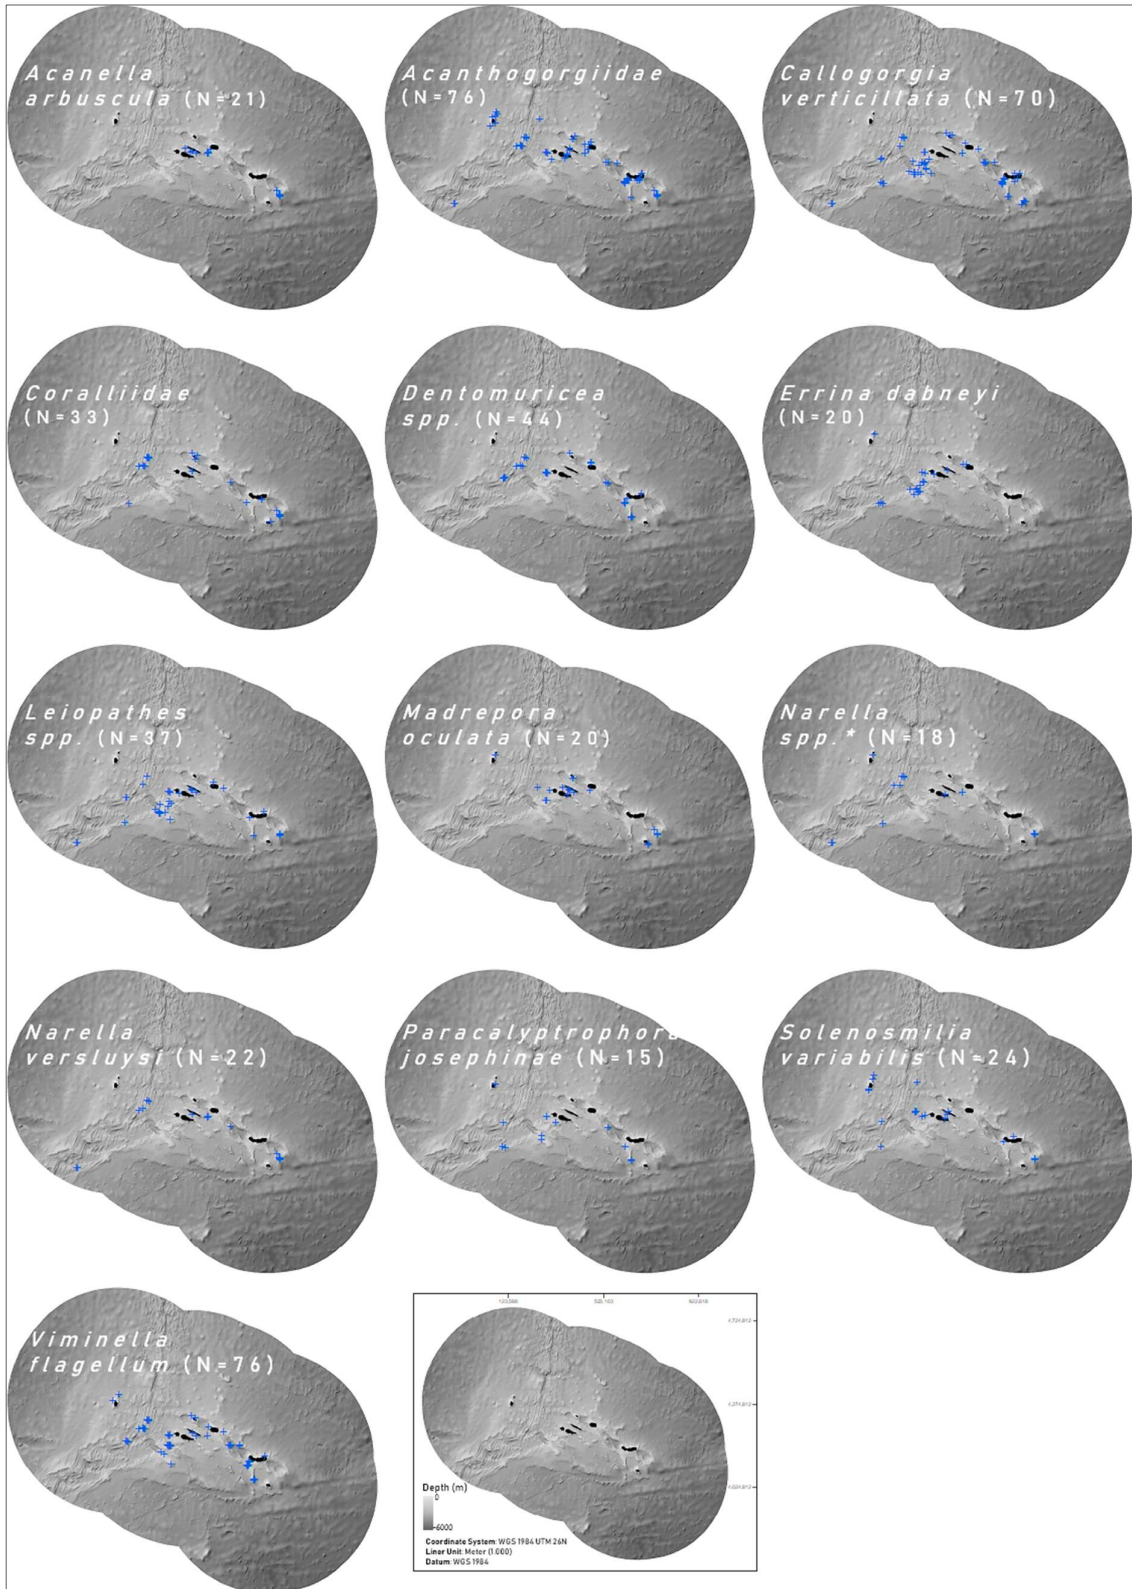 Acanella
arbuscula (N=21)
Acanthogorgiidae
(N=76)
Callogorgia
verticillata (N=70)
Coralliidae
(N=33)
Dentomuricea
spp. (N=44)
Errina dabneyi
(N=20)
Leiopathes
spp. (N=37)
Madrepora
oculata (N=20)
Narella
spp.* (N=18)
Narella
versluysi (N=22)
Paracalyptrophora
josephinae (N=15)
Solenosmilia
variabilis (N=24)
Viminella
flagellum (N=76)
Depth (m)
0
-6000
Coordinate System: WGS 1984 UTM 26N
Liner Unit: Meter (1.000)
Datum: WGS 1984